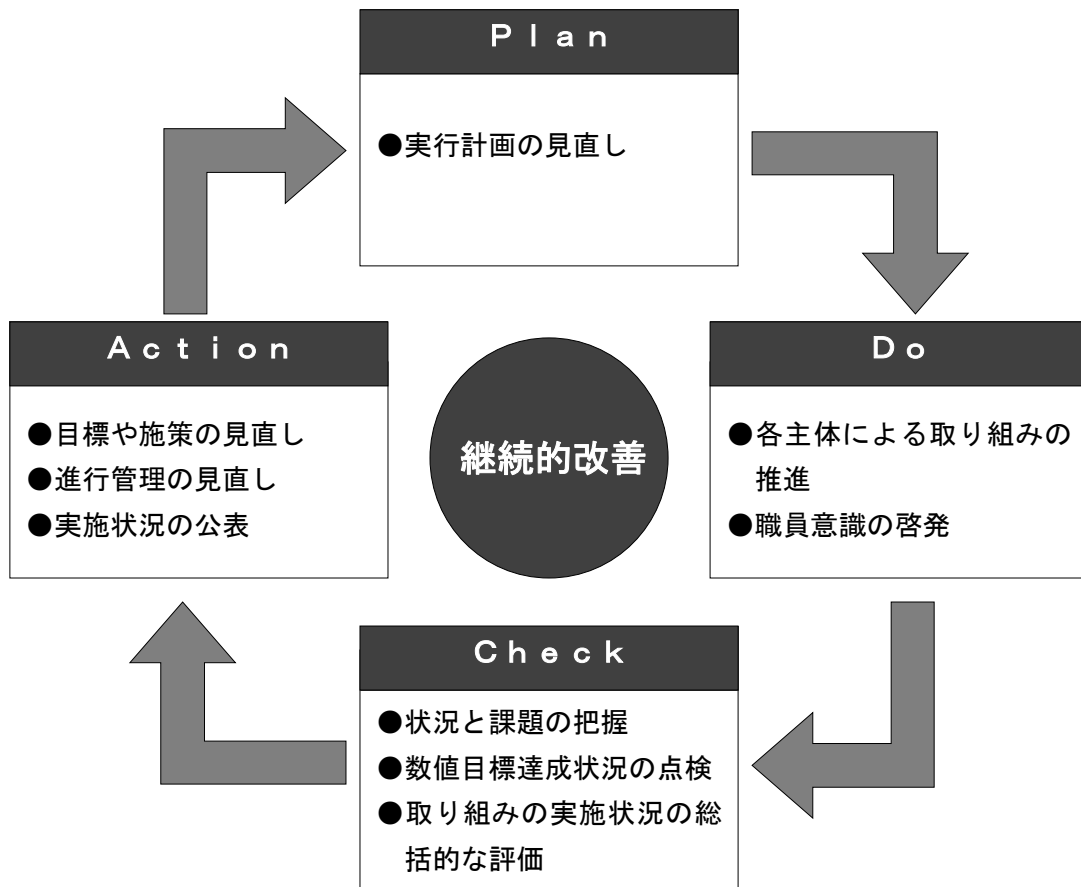 Ｐｌａｎ
●実行計画の見直し
Ａｃｔｉｏｎ
●目標や施策の見直し
●進行管理の見直し
●実施状況の公表
継続的改善
Ｄｏ
●各主体による取り組みの
推進
●職員意識の啓発
Ｃｈｅｃｋ
●状況と課題の把握
●数値目標達成状況の点検
●取り組みの実施状況の総
括的な評価